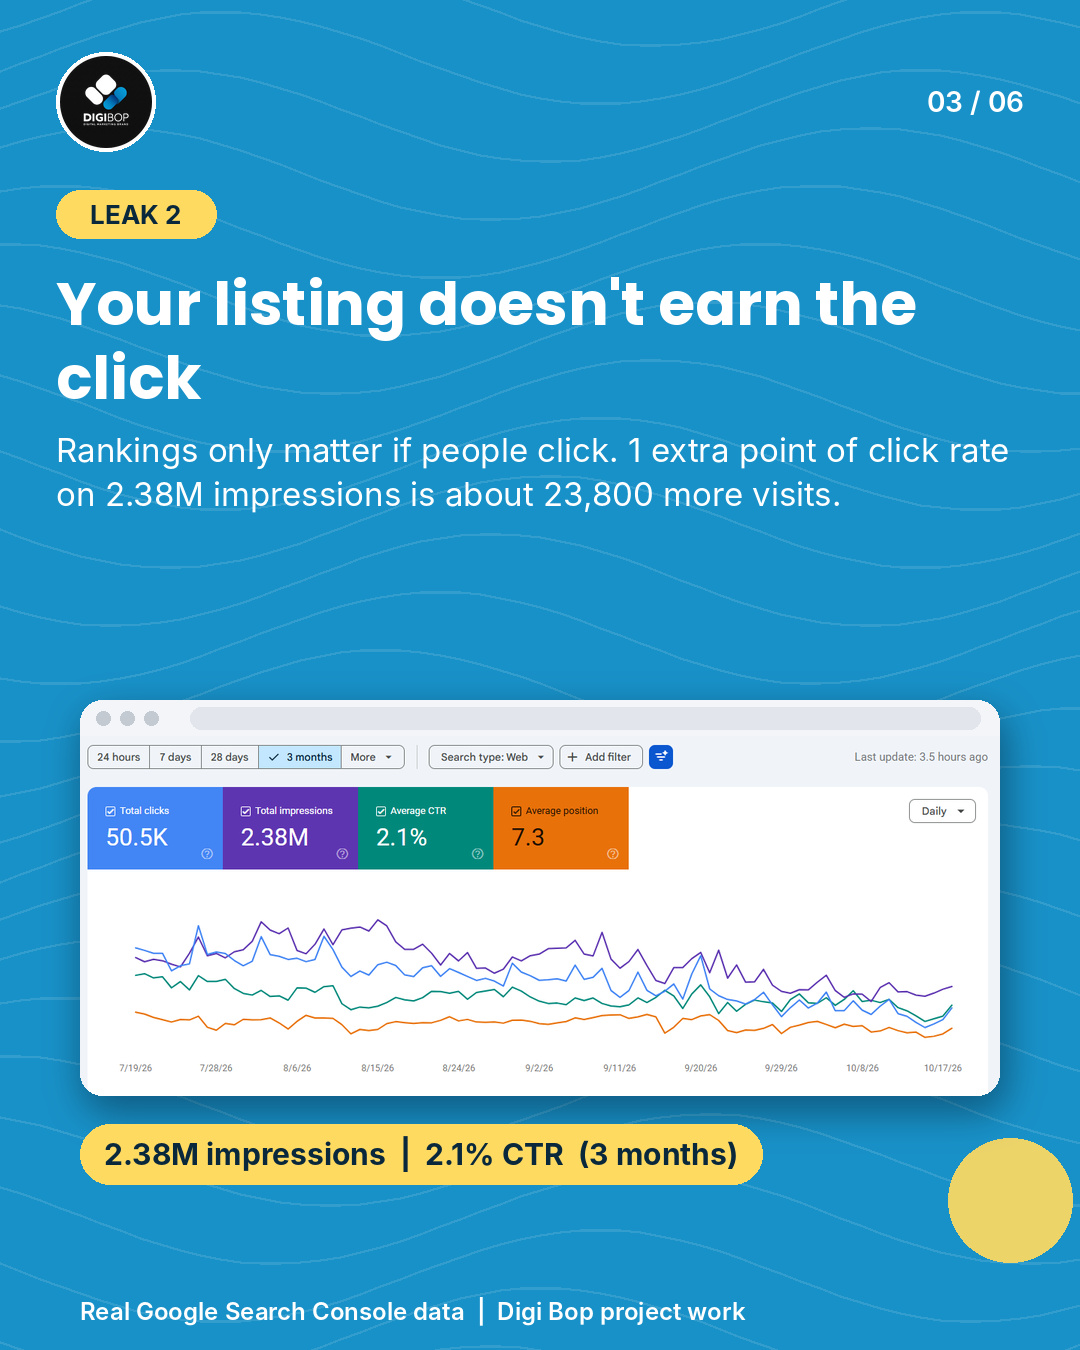 DIGIBOP
DIGITAL MARKETING BRAND
03 / 06
LEAK 2
Your listing doesn't earn the
click
Rankings only matter if people click. 1 extra point of click rate
on 2.38M impressions is about 23,800 more visits.
24 hours 7 days 28 days 3 months More Search type: Web Add filter Last update: 3.5 hours ago
Total clicks Total impressions Average CTR Average position Daily
50.5K 2.38M 2.1% 7.3
7/19/26 7/28/26 8/6/26 8/15/26 8/24/26 9/2/26 9/11/26 9/20/26 9/29/26 10/8/26 10/17/26
2.38M impressions | 2.1% CTR (3 months)
Real Google Search Console data | Digi Bop project work